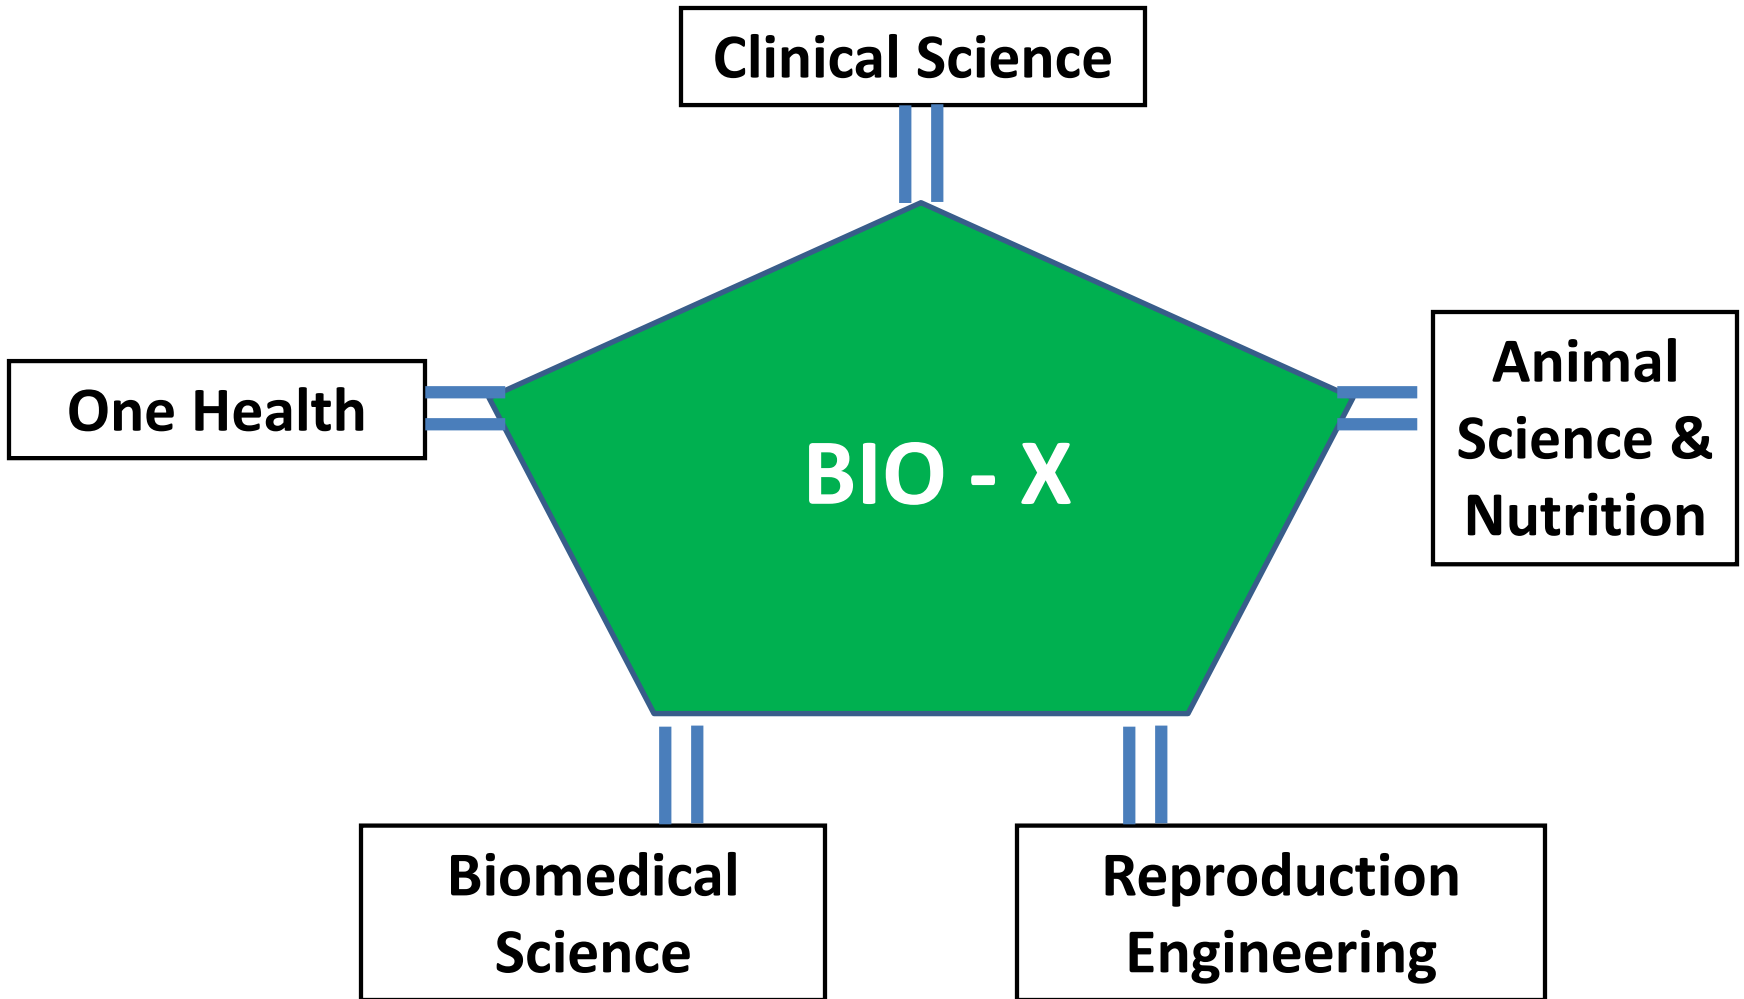 Clinical Science
One Health
Animal
Science &
Nutrition
BIO - X
Biomedical
Science
Reproduction
Engineering